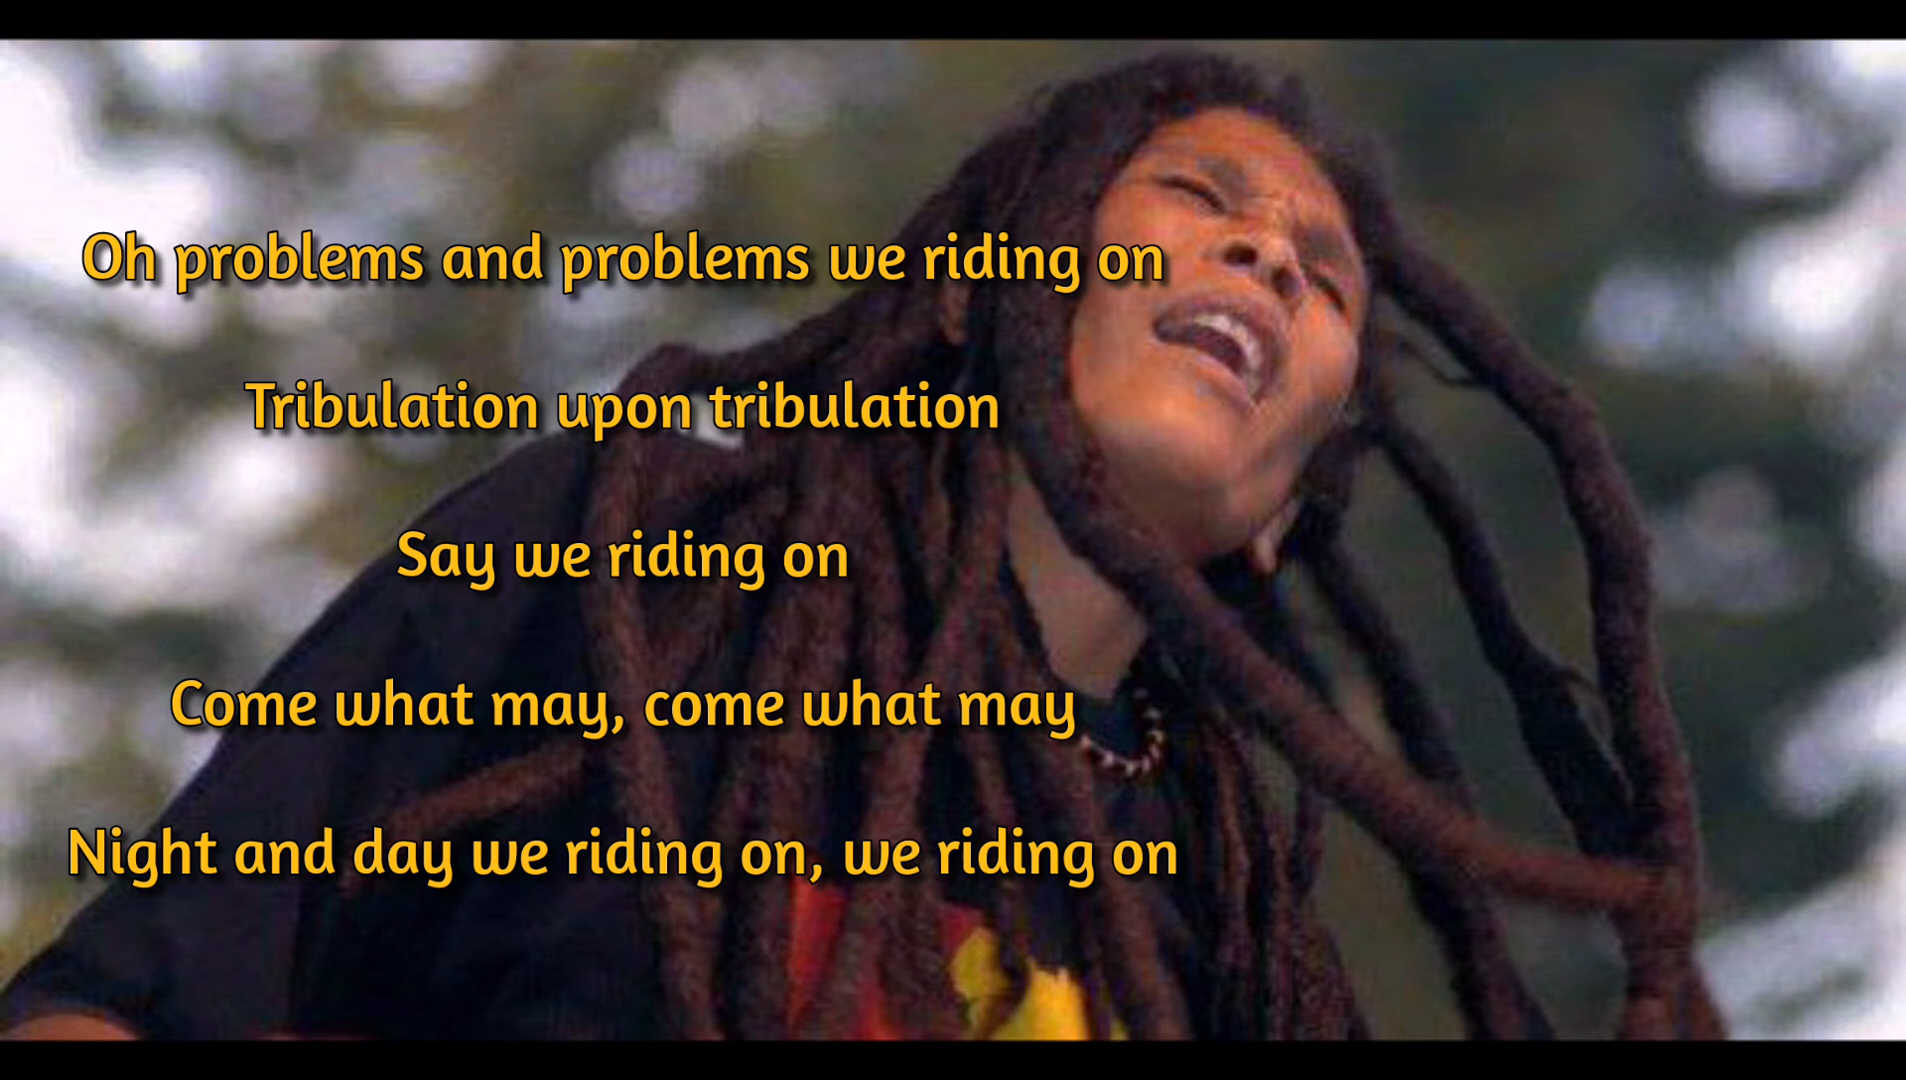 Oh problems and problems we riding on
Tribulation upon tribulation
Say we riding on
Come what may, come what may
Night and day we riding on, we riding on